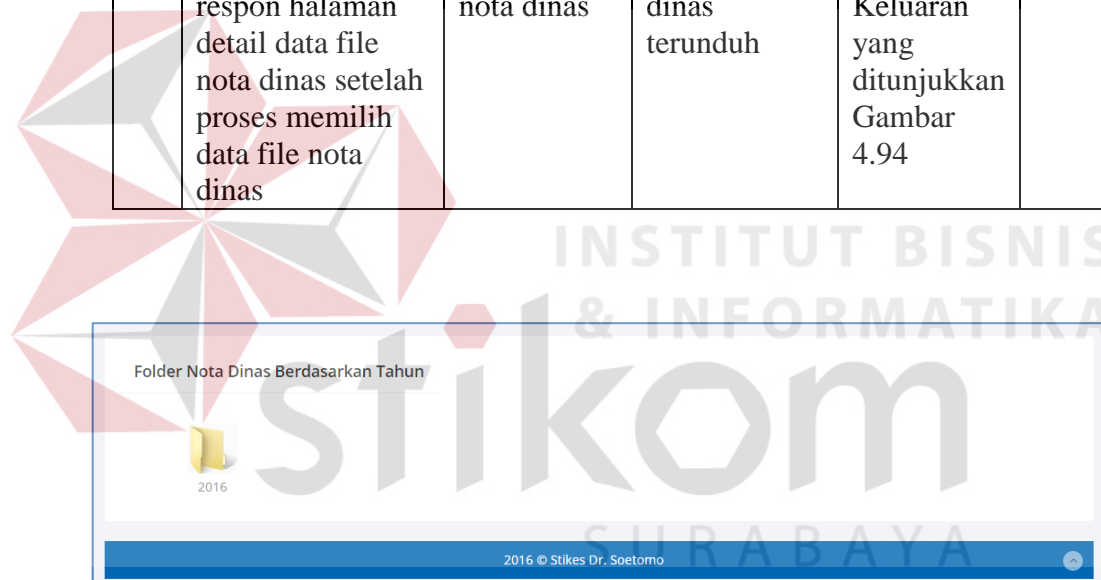 respon halaman
detail data file
nota dinas setelah
proses memilih
data file nota
dinas
nota dinas
dinas
terunduh
Keluaran
yang
ditunjukkan
Gambar
4.94
INSTITUT BISNIS
& INFORMATIKA
stikom
SURABAYA
Folder Nota Dinas Berdasarkan Tahun
2016
2016 © Stikes Dr. Soetomo